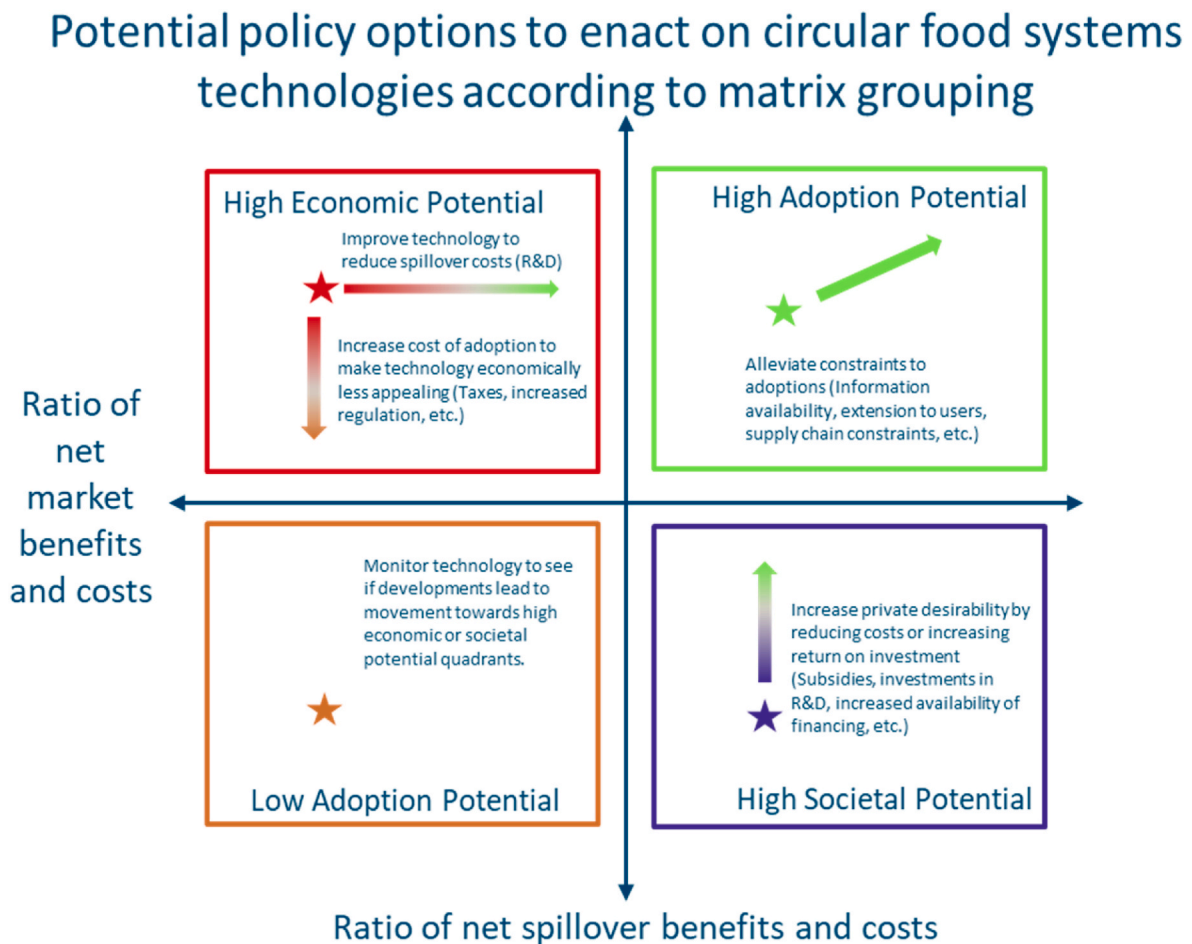 Potential policy options to enact on circular food systems
technologies according to matrix grouping
High Economic Potential
Improve technology to
reduce spillover costs (R&D)
Increase cost of adoption to
make technology economically
less appealing (Taxes, increased
regulation, etc.)
High Adoption Potential
Alleviate constraints to
adoptions (Information
availability, extension to users,
supply chain constraints, etc.)
Ratio of
net
market
benefits
and costs
Monitor technology to see
if developments lead to
movement towards high
economic or societal
potential quadrants.
Low Adoption Potential
Increase private desirability by
reducing costs or increasing
return on investment
(Subsidies, investments in
R&D, increased availability of
financing, etc.)
High Societal Potential
Ratio of net spillover benefits and costs